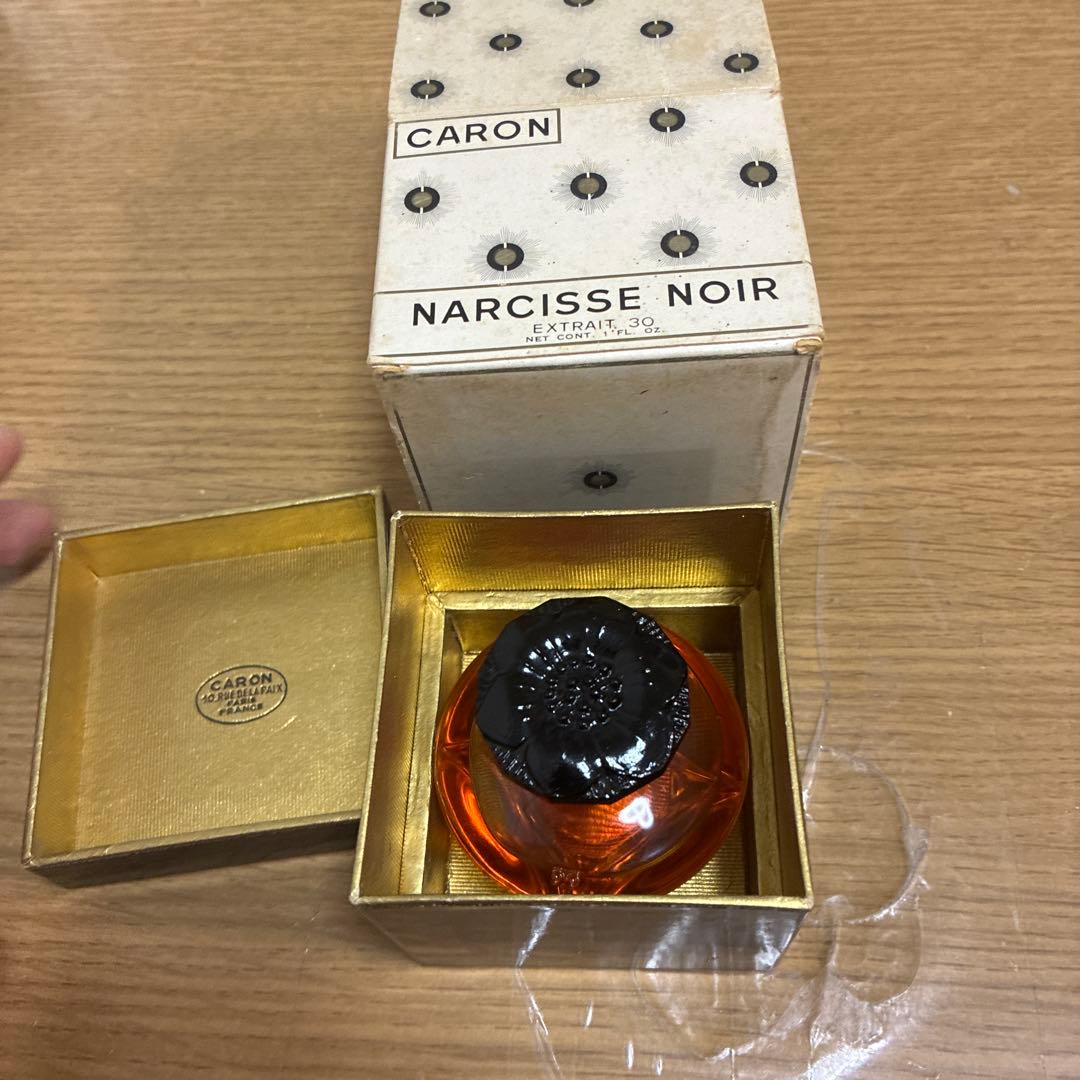 CARON
NARCISSE NOIR
EXTRAIT. 30
NET CONT. 1 FL. OZ.
CARON
10.RUE DE LA PAIX
PARIS
FRANCE